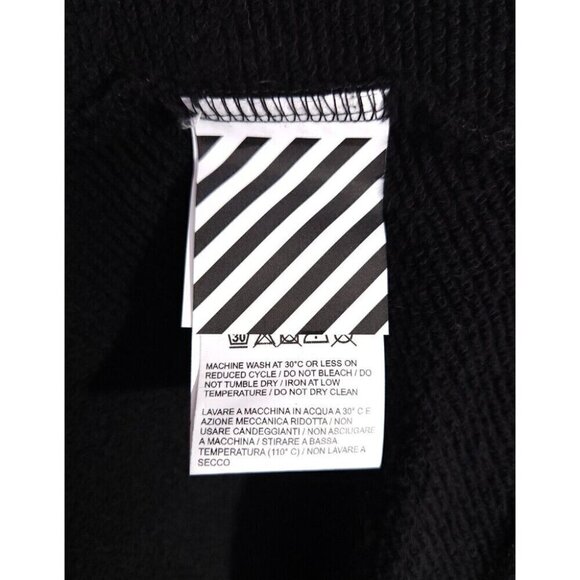 30
MACHINE WASH AT 30°C OR LESS ON
REDUCED CYCLE / DO NOT BLEACH / DO
NOT TUMBLE DRY / IRON AT LOW
TEMPERATURE / DO NOT DRY CLEAN
LAVARE A MACCHINA IN ACQUA A 30° C E
AZIONE MECCANICA RIDOTTA / NON
USARE CANDEGGIANTI / NON ASCIUGARE
A MACCHINA / STIRARE A BASSA
TEMPERATURA (110° C) / NON LAVARE A
SECCO